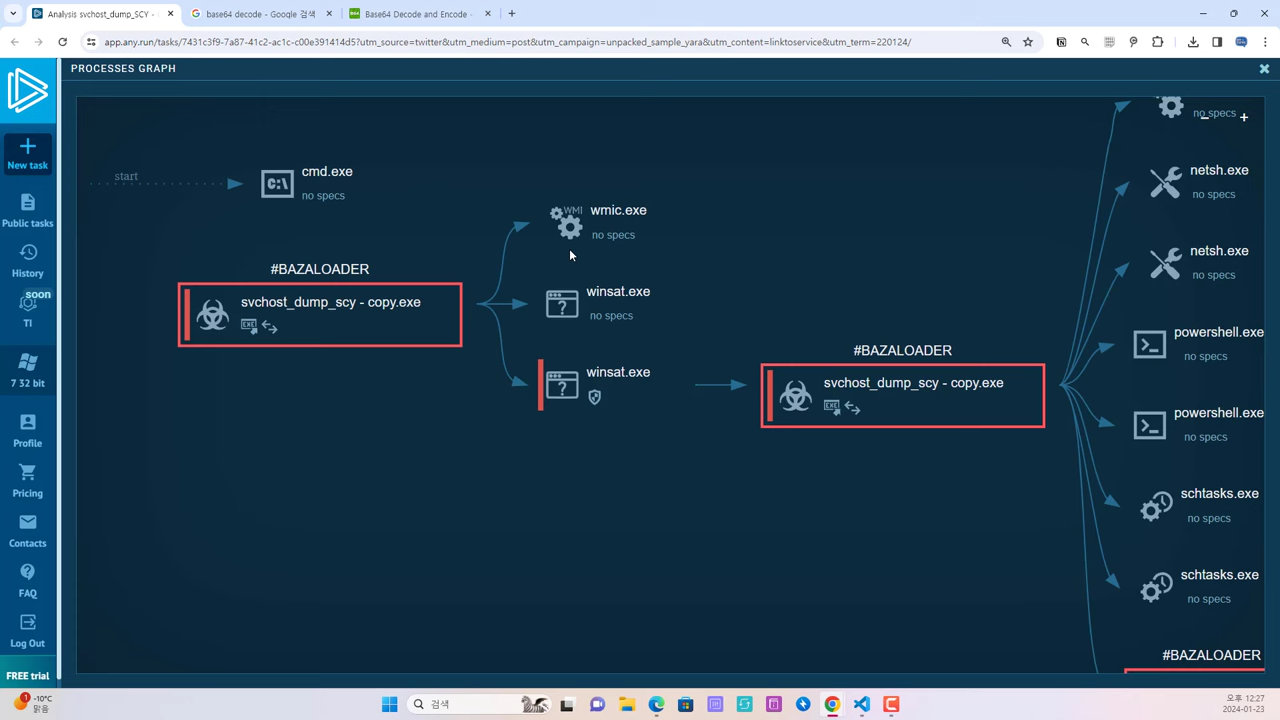 Analysis svchost_dump_SCY -
base64 decode - Google 검색
Base64 Decode and Encode -
app.any.run/tasks/7431c3f9-7a87-41c2-ac1c-c00e391414d5?utm_source=twitter&utm_medium=post&utm_campaign=unpacked_sample_yara&utm_content=linktoservice&utm_term=220124/
PROCESSES GRAPH
New task
Public tasks
History
soon
TI
7 32 bit
Profile
Pricing
Contacts
FAQ
Log Out
FREE trial
start
C:\
cmd.exe
no specs
WMI
wmic.exe
no specs
#BAZALOADER
svchost_dump_scy - copy.exe
EXE
winsat.exe
no specs
winsat.exe
#BAZALOADER
svchost_dump_scy - copy.exe
EXE
no specs
netsh.exe
no specs
netsh.exe
no specs
powershell.exe
no specs
powershell.exe
no specs
schtasks.exe
no specs
schtasks.exe
no specs
#BAZALOADER
1
-10°C
맑음
검색
오후 12:27
2024-01-23